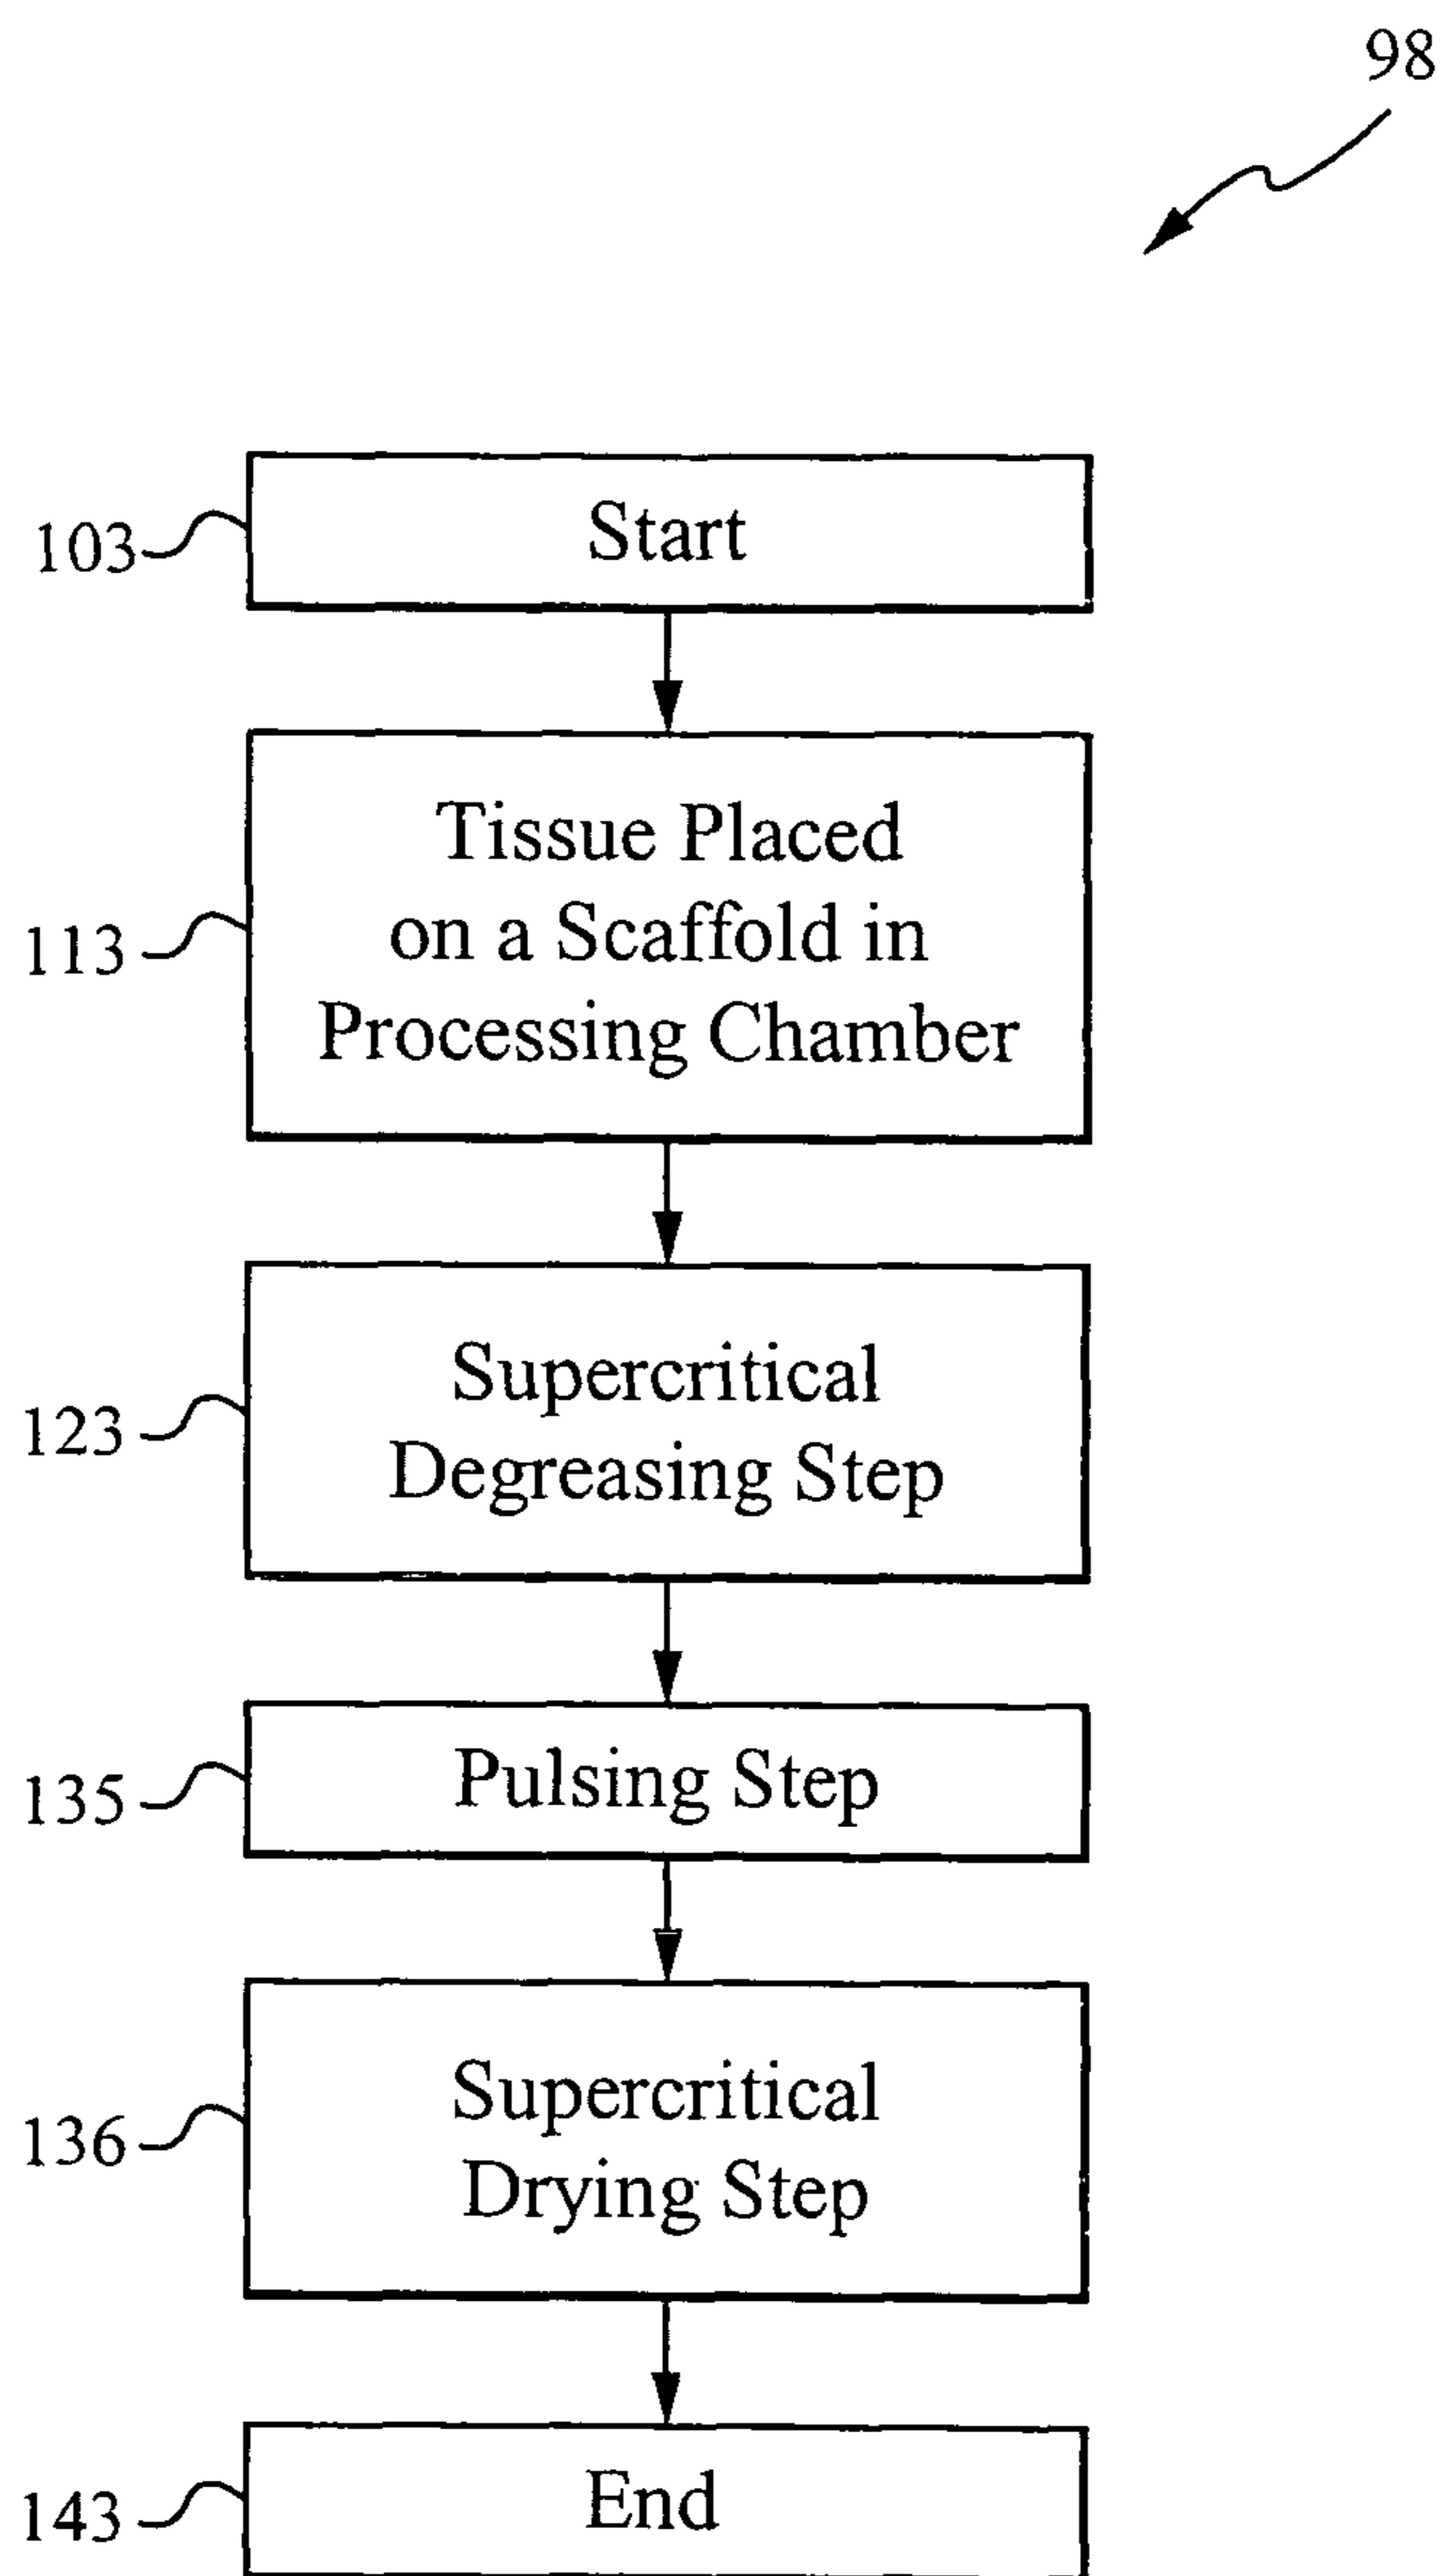 98
103
Start
113
Tissue Placed
on a Scaffold in
Processing Chamber
123
Supercritical
Degreasing Step
135
Pulsing Step
136
Supercritical
Drying Step
143
End